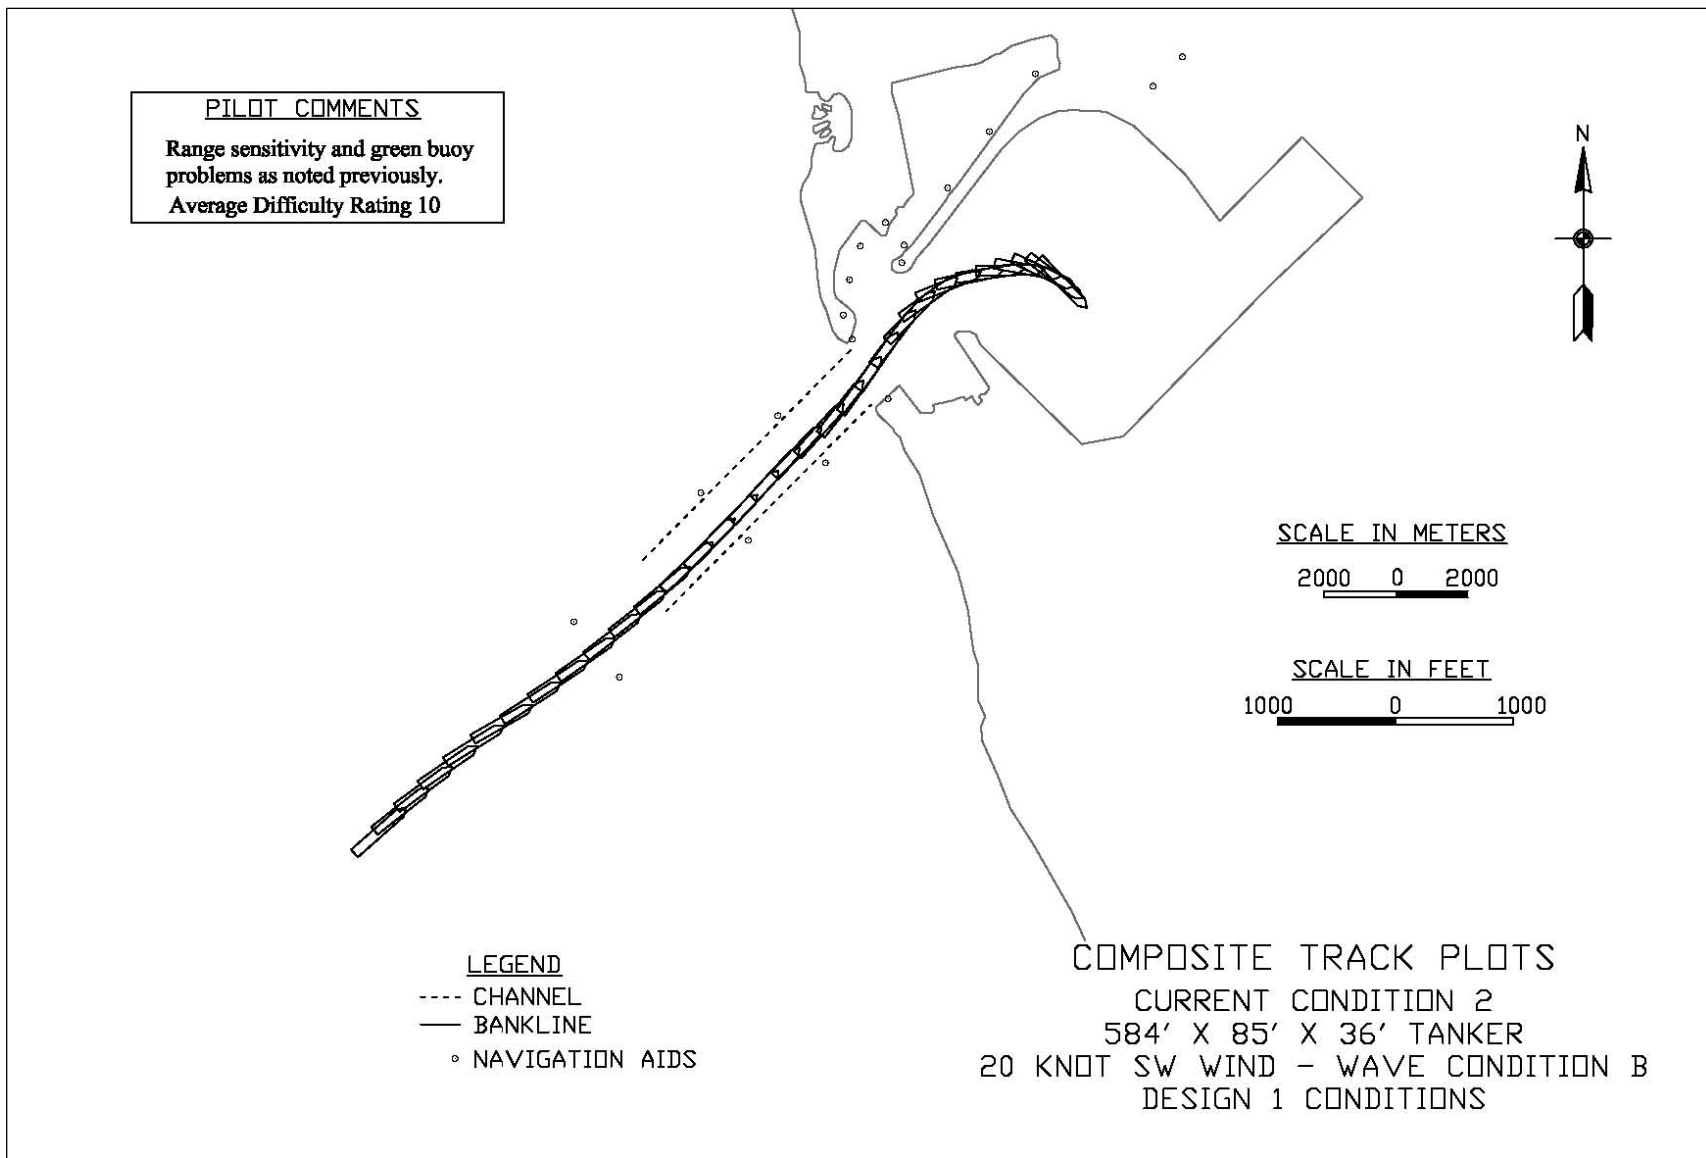 PILOT COMMENTS
Range sensitivity and green buoy
problems as noted previously.
Average Difficulty Rating 10
N
SCALE IN METERS
2000 0 2000
SCALE IN FEET
1000 0 1000
LEGEND
CHANNEL
BANKLINE
NAVIGATION AIDS
COMPOSITE TRACK PLOTS
CURRENT CONDITION 2
584' X 85' X 36' TANKER
20 KNOT SW WIND - WAVE CONDITION B
DESIGN 1 CONDITIONS